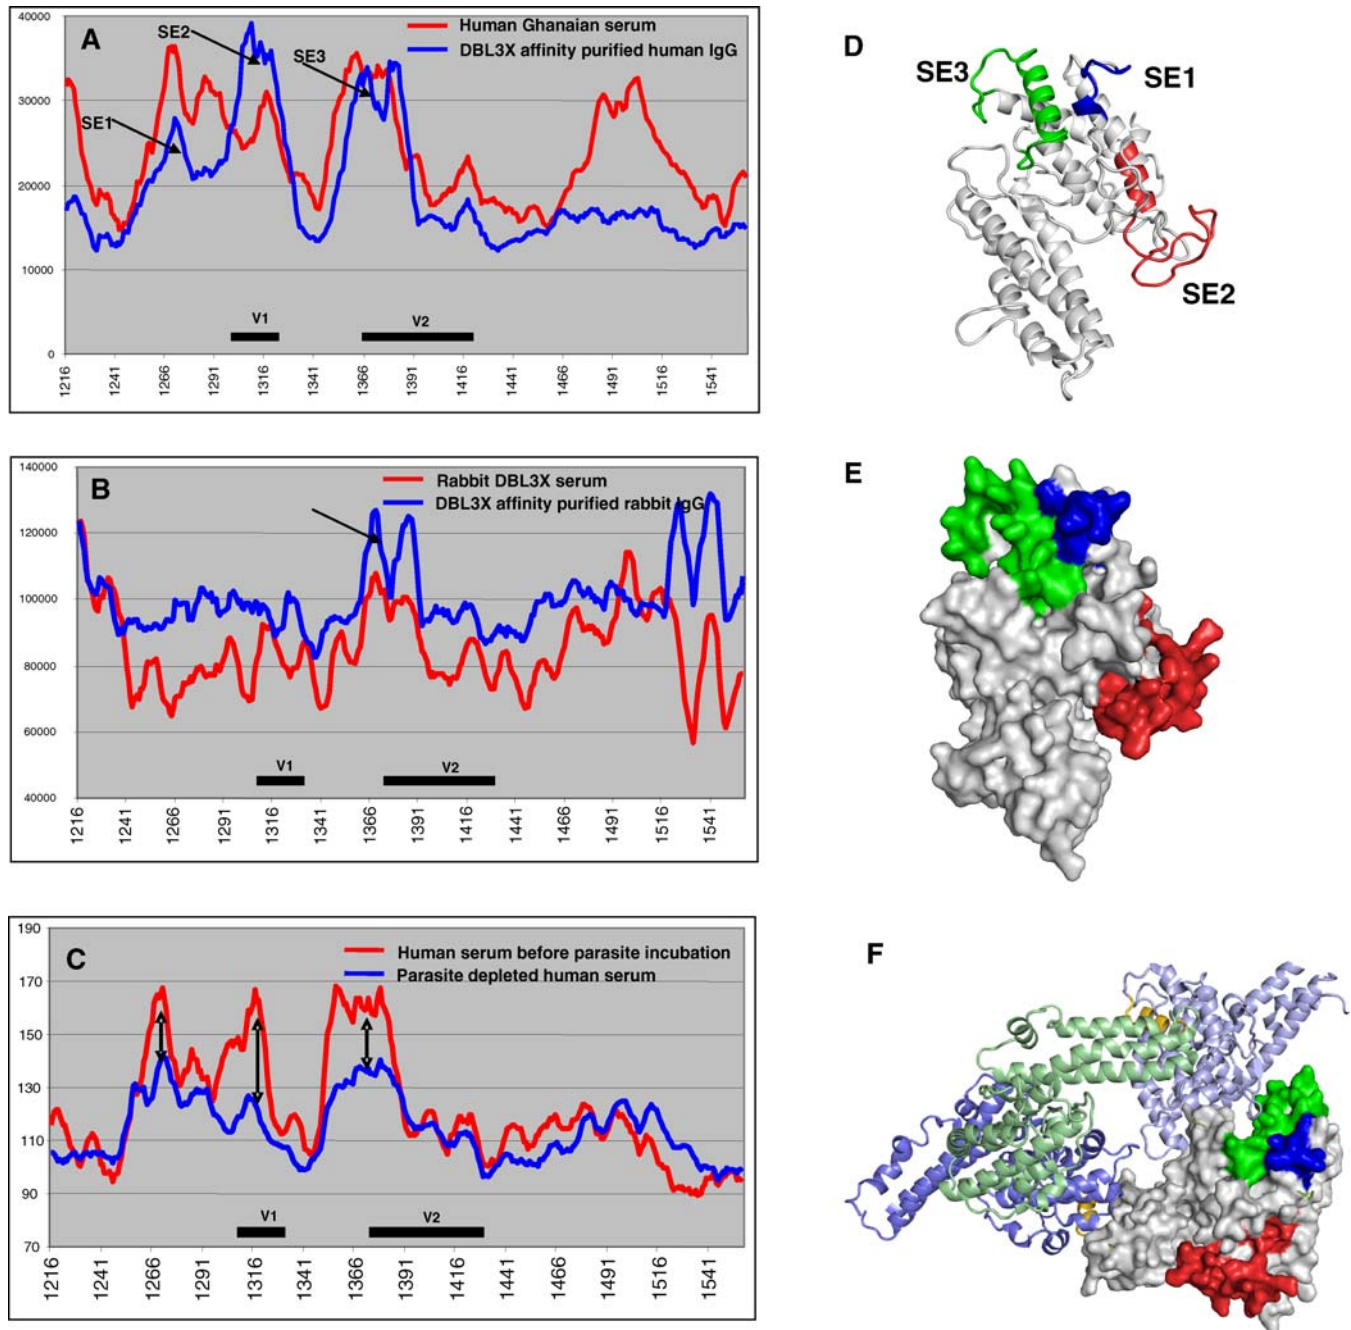 A
Human Ghanaian serum
DBL3X affinity purified human IgG
SE1
SE2
SE3
40000
30000
20000
10000
0
V1
V2
1216 1241 1266 1291 1316 1341 1366 1391 1416 1441 1466 1491 1516 1541
D
SE3
SE1
SE2
B
Rabbit DBL3X serum
DBL3X affinity purified rabbit IgG
140000
120000
100000
80000
60000
40000
V1
V2
1216 1241 1266 1291 1316 1341 1366 1391 1416 1441 1466 1491 1516 1541
E
C
Human serum before parasite incubation
Parasite depleted human serum
190
170
150
130
110
90
70
V1
V2
1216 1241 1266 1291 1316 1341 1366 1391 1416 1441 1466 1491 1516 1541
F